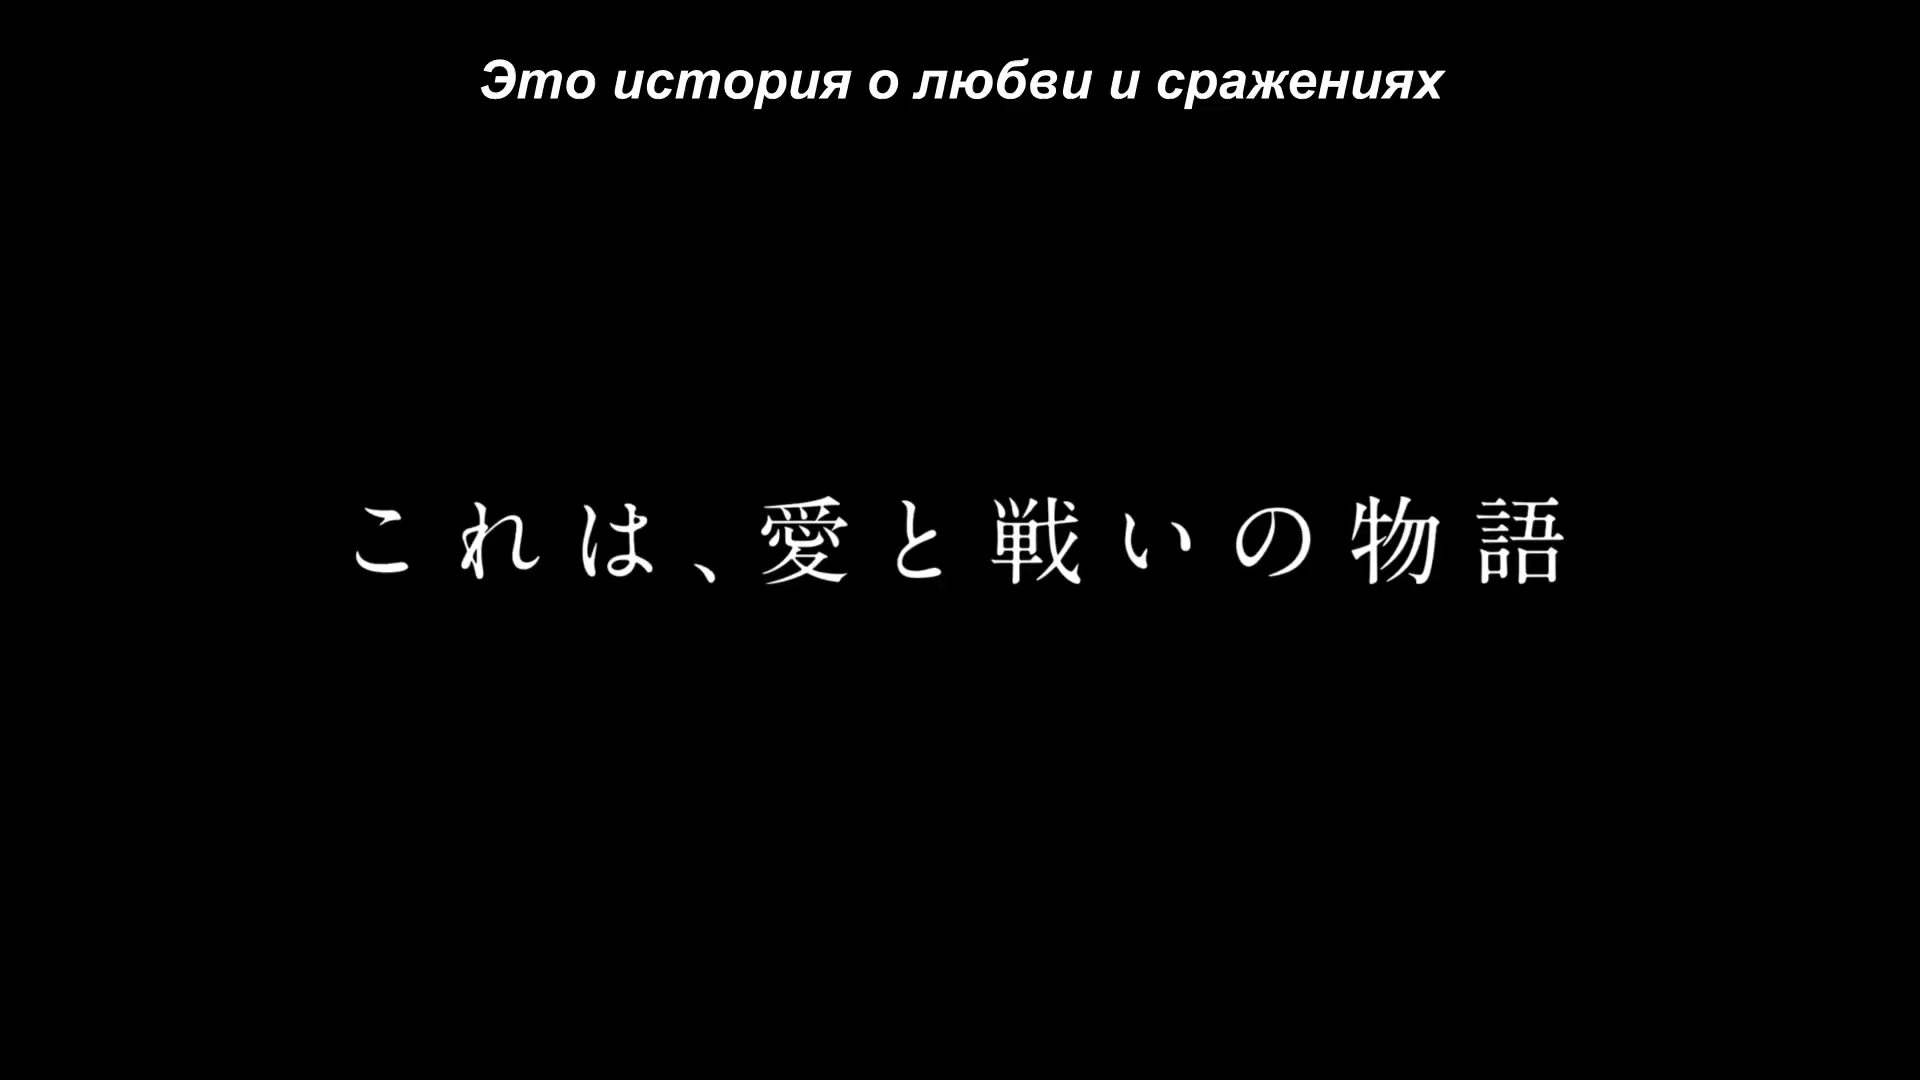 Это история о любви и сражениях
これは、愛と戦いの物語